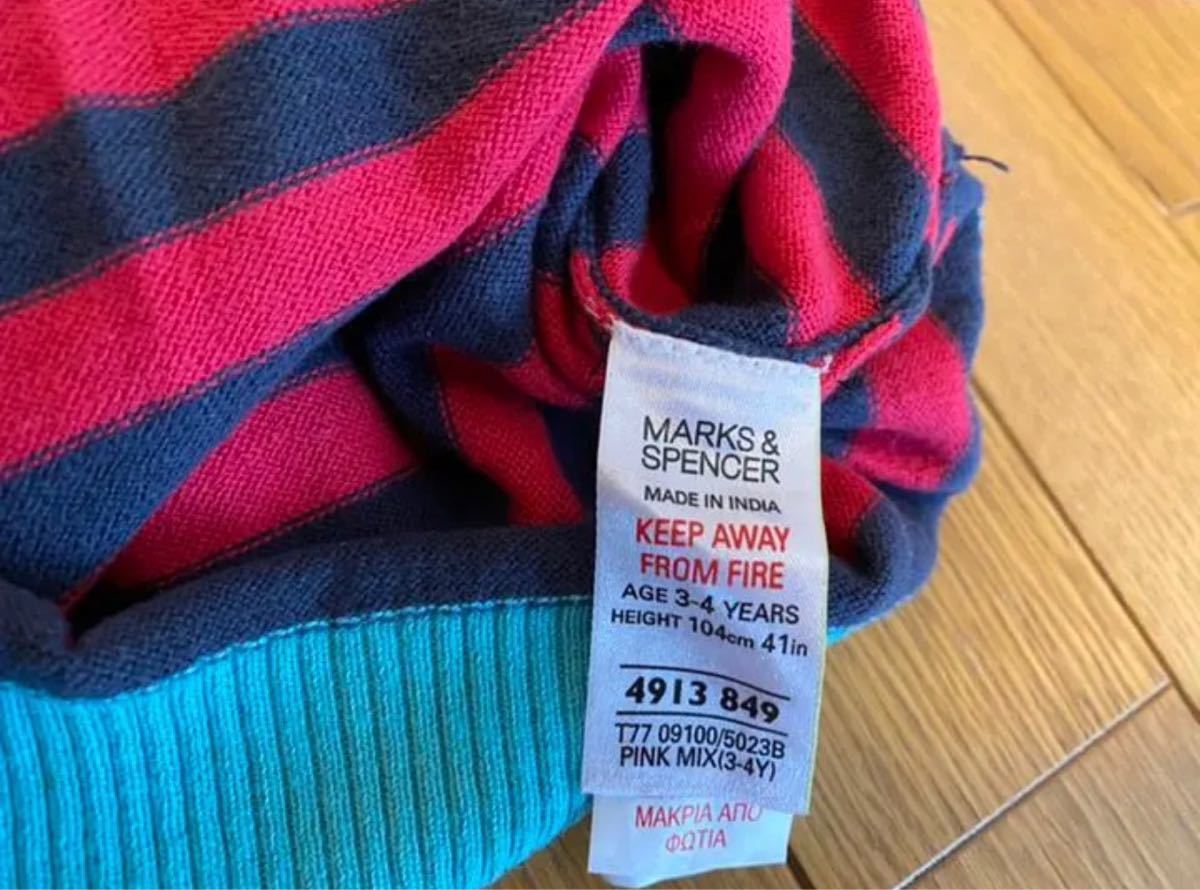 MARKS &
SPENCER
MADE IN INDIA
KEEP AWAY
FROM FIRE
AGE 3-4 YEARS
HEIGHT 104cm 41in
4913 849
T77 09100/5023B
PINK MIX(3-4Y)
ΜΑΚΡΙΑ ΑΠΟ
ΦΩΤΙΑ